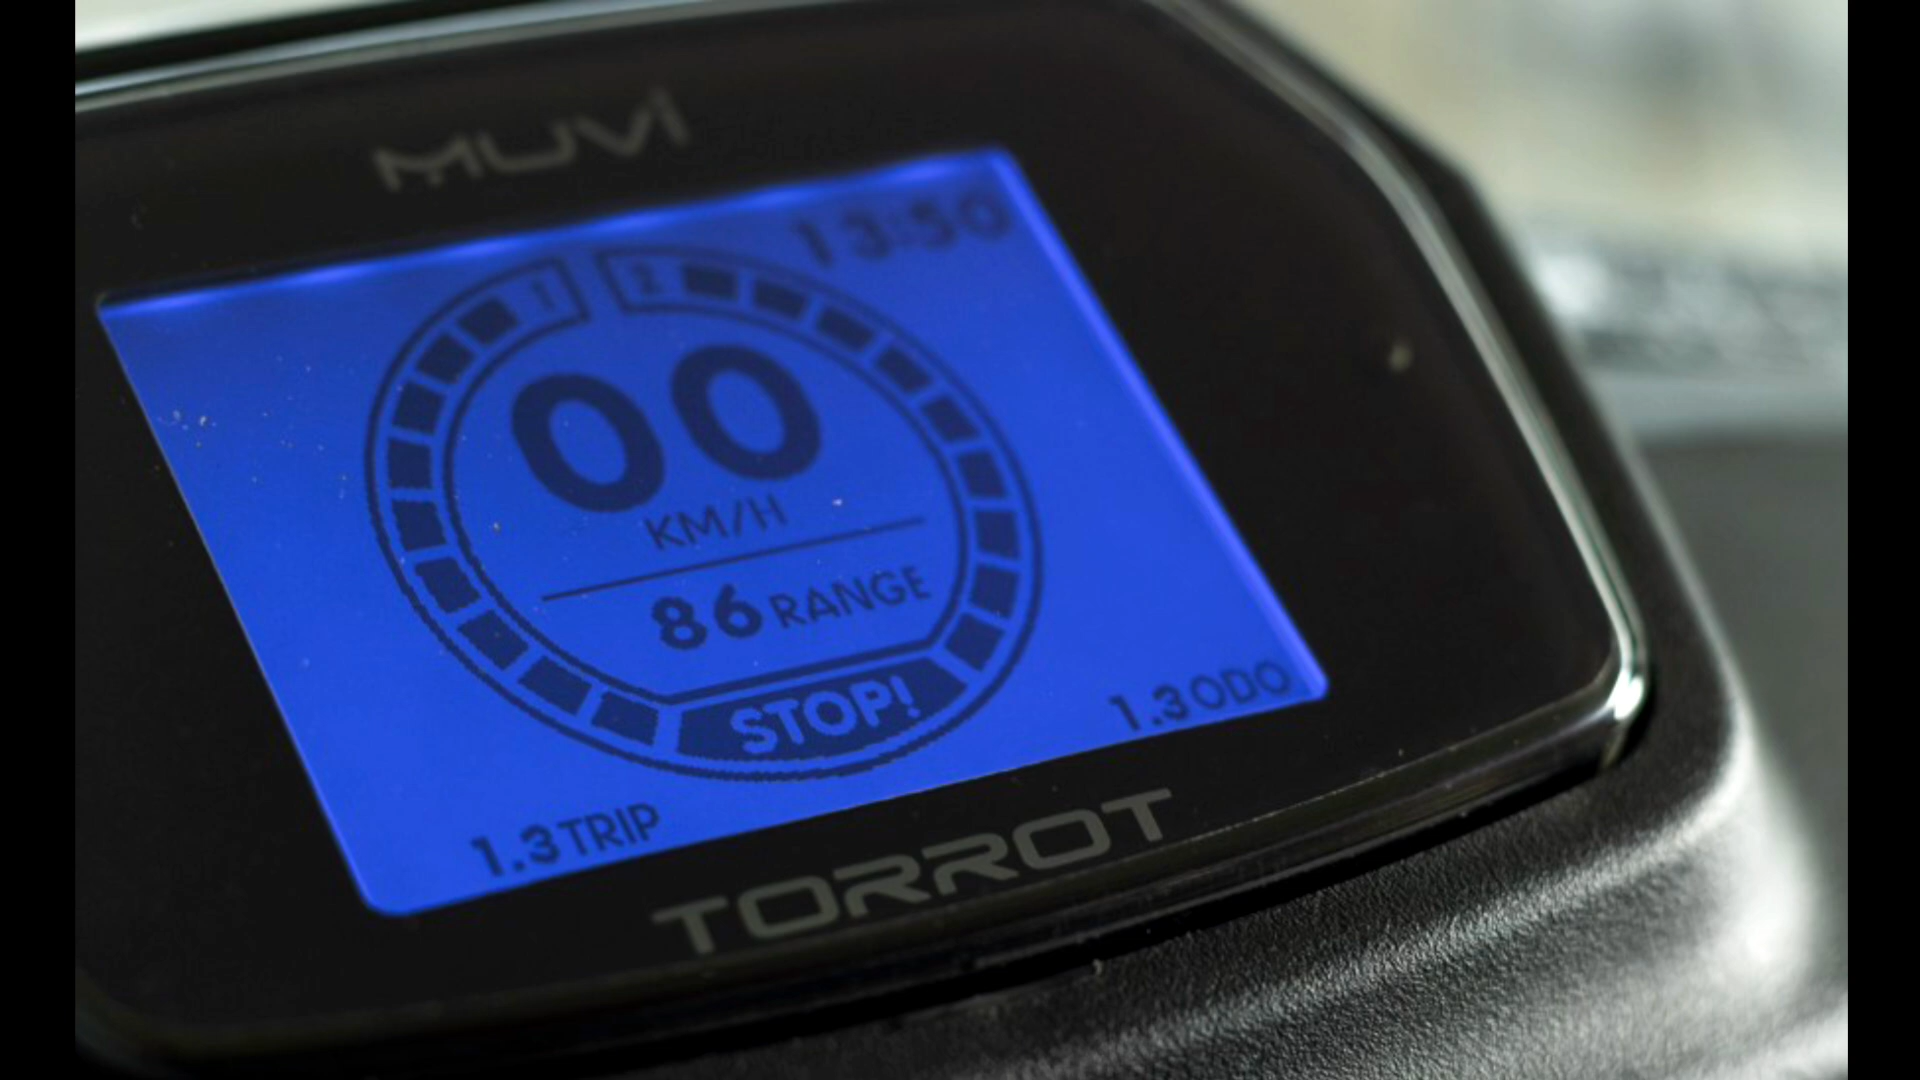 MUVI
13:50
1 2
00
KM/H
86 RANGE
STOP!
1.3 ODO
1.3 TRIP
TORROT